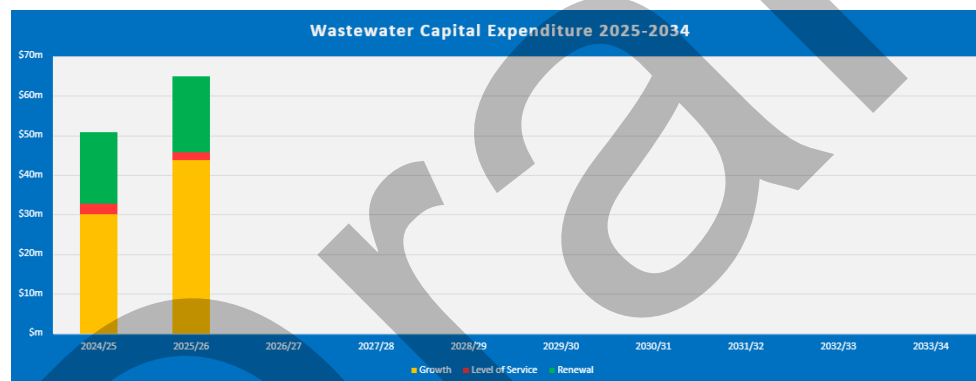 Wastewater Capital Expenditure 2025-2034
$70m
$60m
$50m
$40m
$30m
$20m
$10m
$m
2024/25 2025/26 2026/27 2027/28 2028/29 2029/30 2030/31 2031/32 2032/33 2033/34
Growth Level of Service Renewal